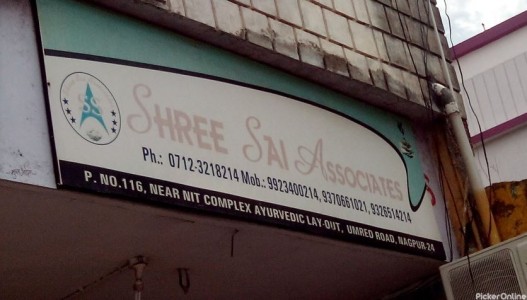 SHREE SAI ASSOCIATES
Ph.: 0712-3218214 Mob.: 9923400214, 9370661021, 9326514214
P. NO.116, NEAR NIT COMPLEX AYURVEDIC LAY-OUT, UMRED ROAD, NAGPUR-24
PickerOnline